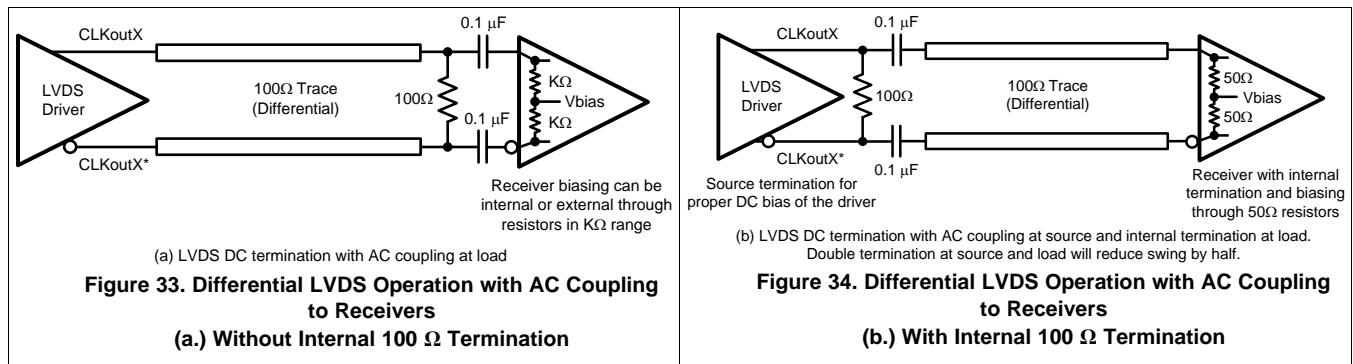 CLKoutX
0.1 μF
LVDS
Driver
100Ω Trace
(Differential)
100Ω
KΩ
Vbias
KΩ
0.1 μF
CLKoutX*
Receiver biasing can be
internal or external through
resistors in KΩ range
(a) LVDS DC termination with AC coupling at load
Figure 33. Differential LVDS Operation with AC Coupling
to Receivers
(a.) Without Internal 100 Ω Termination
CLKoutX
0.1 μF
LVDS
Driver
100Ω
100Ω Trace
(Differential)
50Ω
Vbias
50Ω
CLKoutX*
0.1 μF
Source termination for
proper DC bias of the driver
Receiver with internal
termination and biasing
through 50Ω resistors
(b) LVDS DC termination with AC coupling at source and internal termination at load.
Double termination at source and load will reduce swing by half.
Figure 34. Differential LVDS Operation with AC Coupling
to Receivers
(b.) With Internal 100 Ω Termination